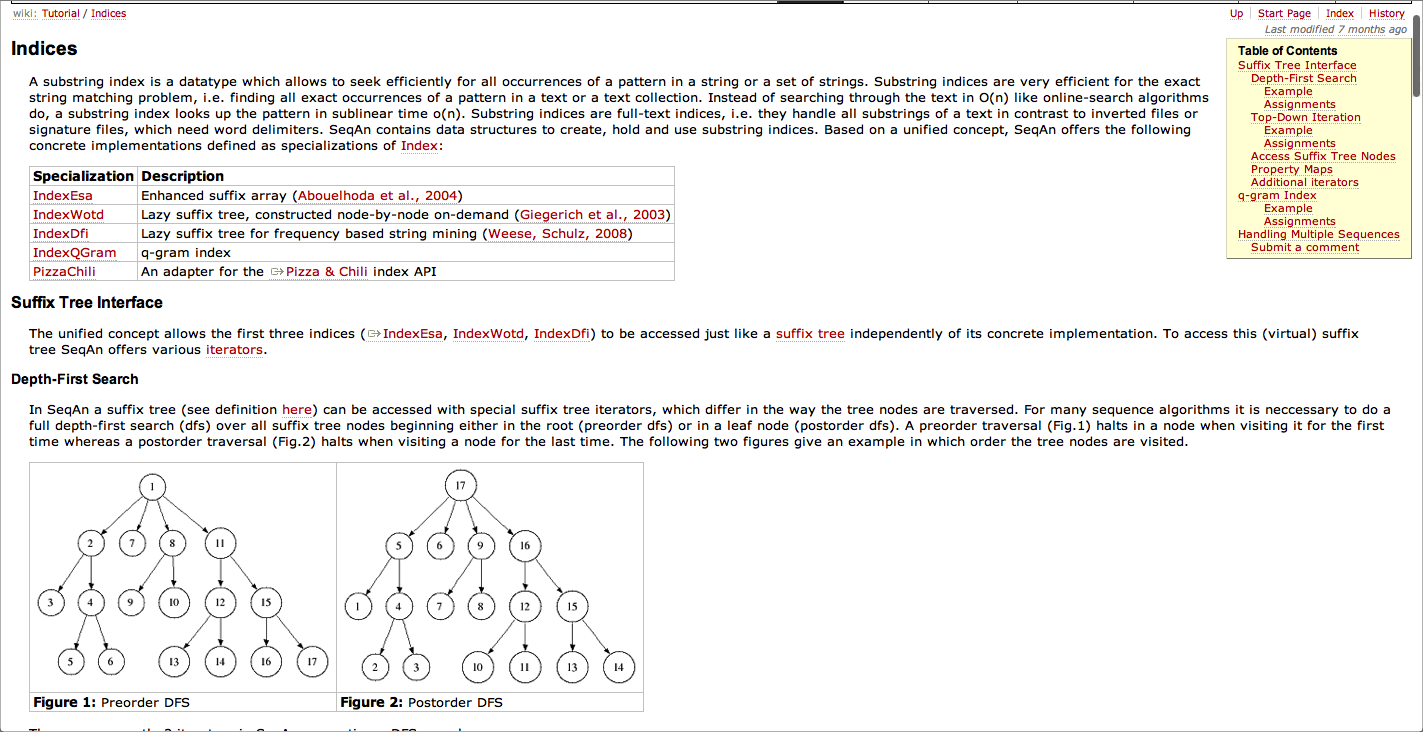 wiki: Tutorial / Indices
Up | Start Page | Index | History
Last modified 7 months ago
Indices
A substring index is a datatype which allows to seek efficiently for all occurrences of a pattern in a string or a set of strings. Substring indices are very efficient for the exact
string matching problem, i.e. finding all exact occurrences of a pattern in a text or a text collection. Instead of searching through the text in O(n) like online-search algorithms
do, a substring index looks up the pattern in sublinear time o(n). Substring indices are full-text indices, i.e. they handle all substrings of a text in contrast to inverted files or
signature files, which need word delimiters. SeqAn contains data structures to create, hold and use substring indices. Based on a unified concept, SeqAn offers the following
concrete implementations defined as specializations of Index:
Table of Contents
Suffix Tree Interface
Depth-First Search
Example
Assignments
Top-Down Iteration
Example
Assignments
Access Suffix Tree Nodes
Property Maps
Additional iterators
q-gram Index
Example
Assignments
Handling Multiple Sequences
Submit a comment
Specialization Description
IndexEsa Enhanced suffix array (Abouelhoda et al., 2004)
IndexWotd Lazy suffix tree, constructed node-by-node on-demand (Giegerich et al., 2003)
IndexDfi Lazy suffix tree for frequency based string mining (Weese, Schulz, 2008)
IndexQGram q-gram index
PizzaChili An adapter for the Pizza & Chili index API
Suffix Tree Interface
The unified concept allows the first three indices (IndexEsa, IndexWotd, IndexDfi) to be accessed just like a suffix tree independently of its concrete implementation. To access this (virtual) suffix
tree SeqAn offers various iterators.
Depth-First Search
In SeqAn a suffix tree (see definition here) can be accessed with special suffix tree iterators, which differ in the way the tree nodes are traversed. For many sequence algorithms it is neccessary to do a
full depth-first search (dfs) over all suffix tree nodes beginning either in the root (preorder dfs) or in a leaf node (postorder dfs). A preorder traversal (Fig.1) halts in a node when visiting it for the first
time whereas a postorder traversal (Fig.2) halts when visiting a node for the last time. The following two figures give an example in which order the tree nodes are visited.
1
2 7 8 11
3 4 9 10 12 15
5 6 13 14 16 17
Figure 1: Preorder DFS
17
5 6 9 16
1 4 7 8 12 15
2 3 10 11 13 14
Figure 2: Postorder DFS